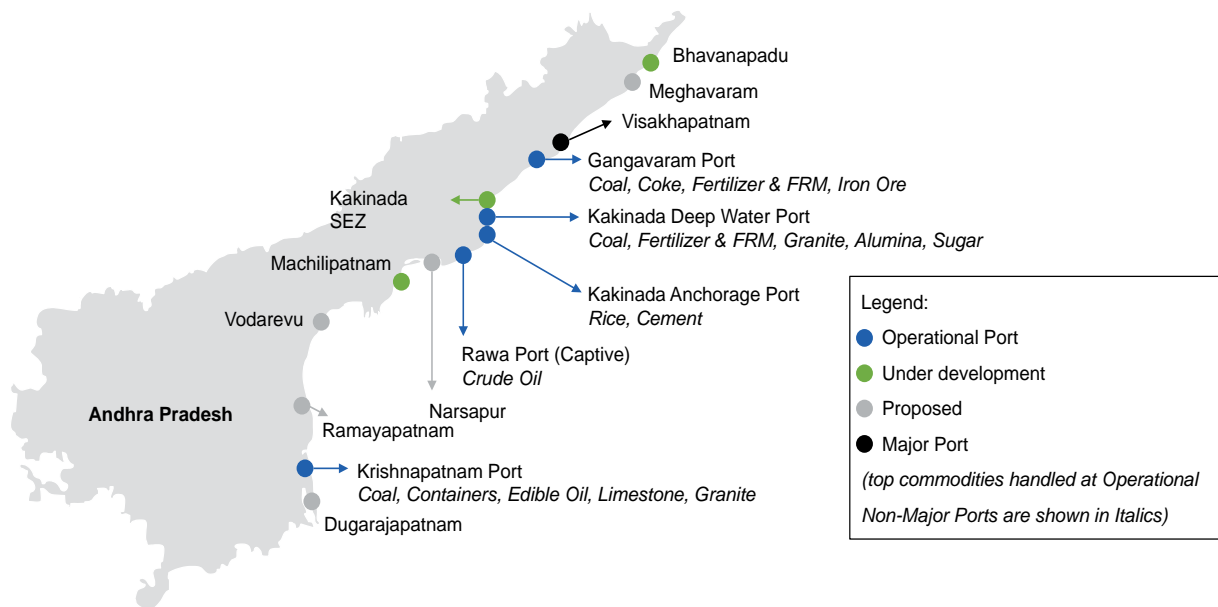 Bhavanapadu
Meghavaram
Visakhapatnam
Gangavaram Port
Coal, Coke, Fertilizer & FRM, Iron Ore
Kakinada
SEZ
Kakinada Deep Water Port
Coal, Fertilizer & FRM, Granite, Alumina, Sugar
Machilipatnam
Kakinada Anchorage Port
Rice, Cement
Vodarevu
Rawa Port (Captive)
Crude Oil
Narsapur
Andhra Pradesh
Ramayapatnam
Krishnapatnam Port
Coal, Containers, Edible Oil, Limestone, Granite
Dugarajapatnam
Legend:
Operational Port
Under development
Proposed
Major Port
(top commodities handled at Operational
Non-Major Ports are shown in Italics)